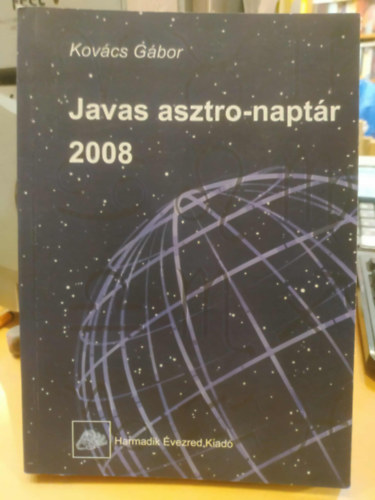 Kovács Gábor
Javas asztro-naptár
2008
Harmadik Évezred Kiadó